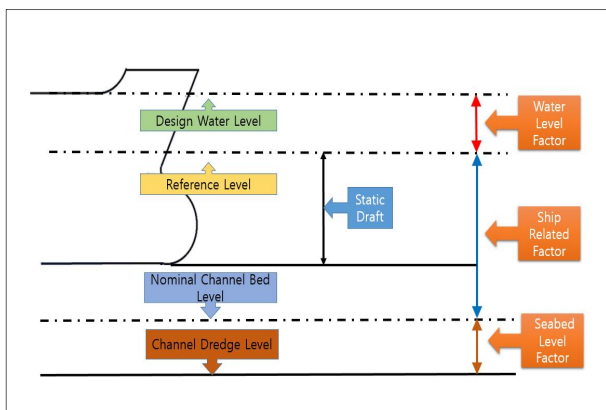 Design Water Level
Water
Level
Factor
Reference Level
Static
Draft
Ship
Related
Factor
Nominal Channel Bed
Level
Channel Dredge Level
Seabed
Level
Factor